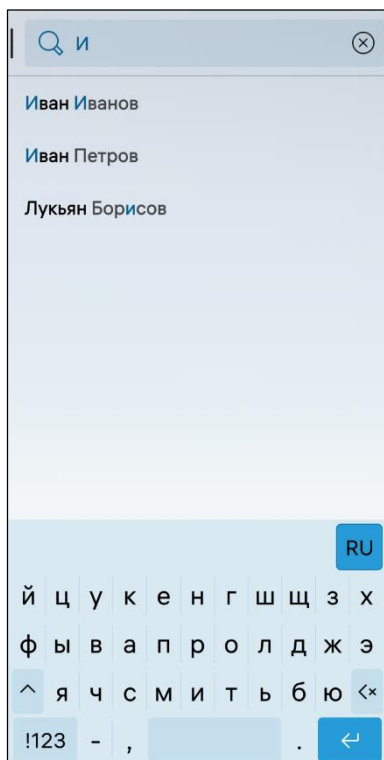 и
Иван Иванов
Иван Петров
Лукьян Борисов
RU
й ц у к е н г ш щ з х
ф ы в а п р о л д ж э
я ч с м и т ь б ю
!123 - , .